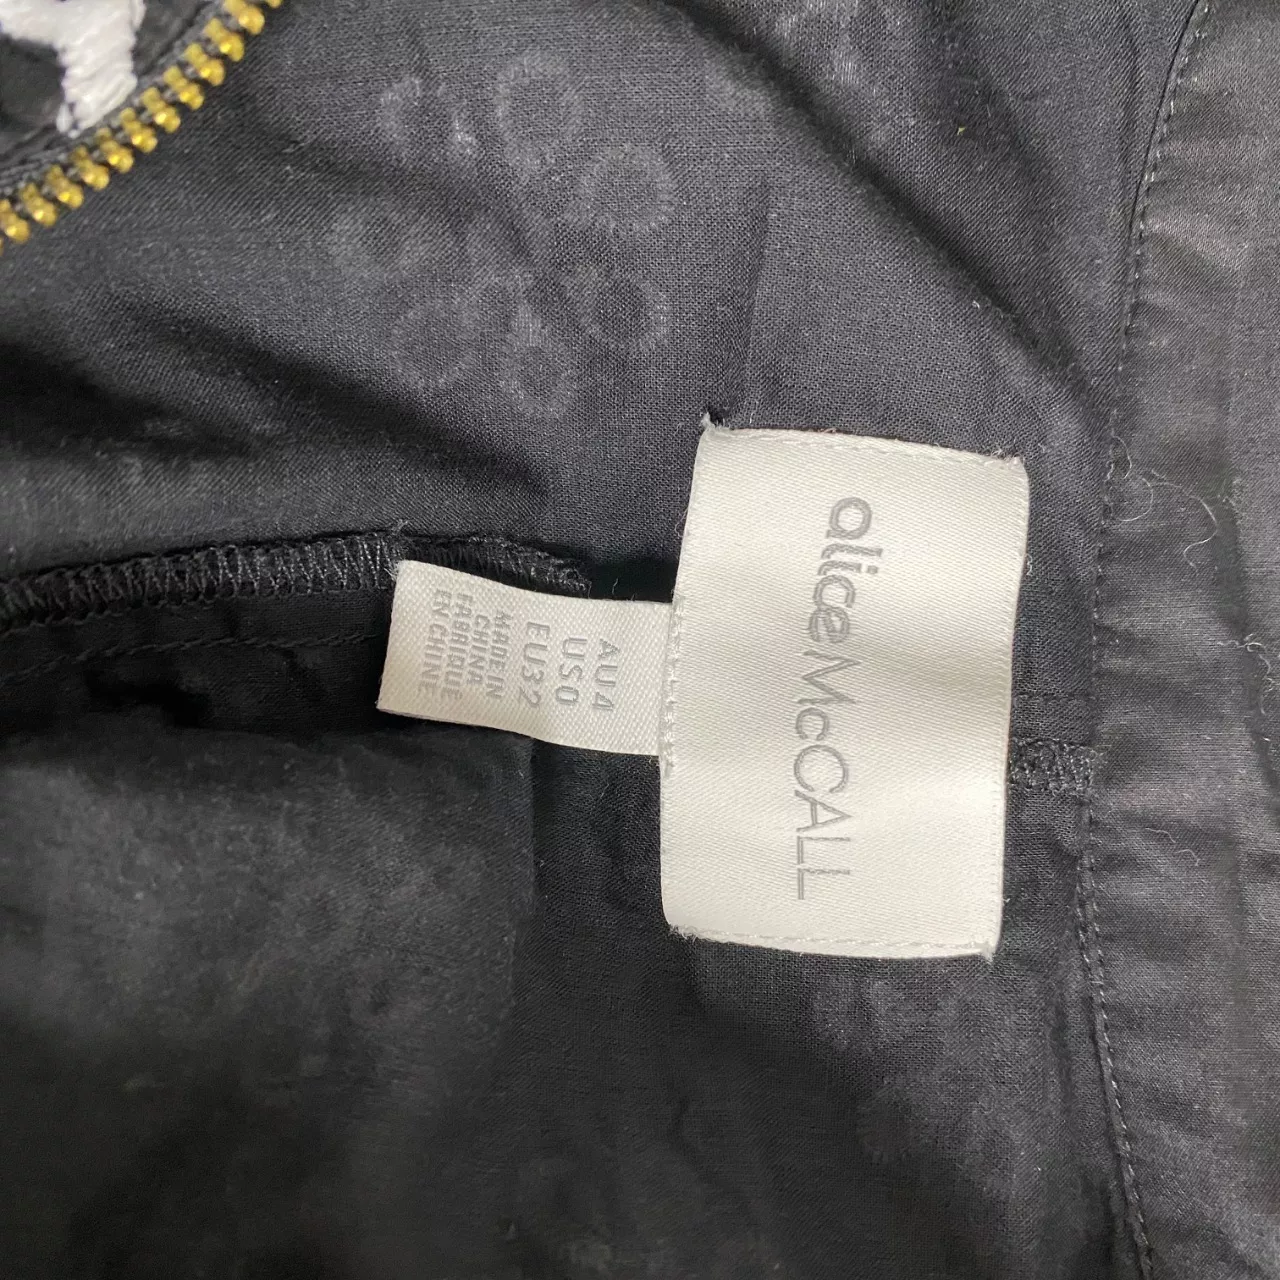 alice McCALL
AU4
US0
EU32
MADE IN
CHINA
FABRIQUE
EN CHINE